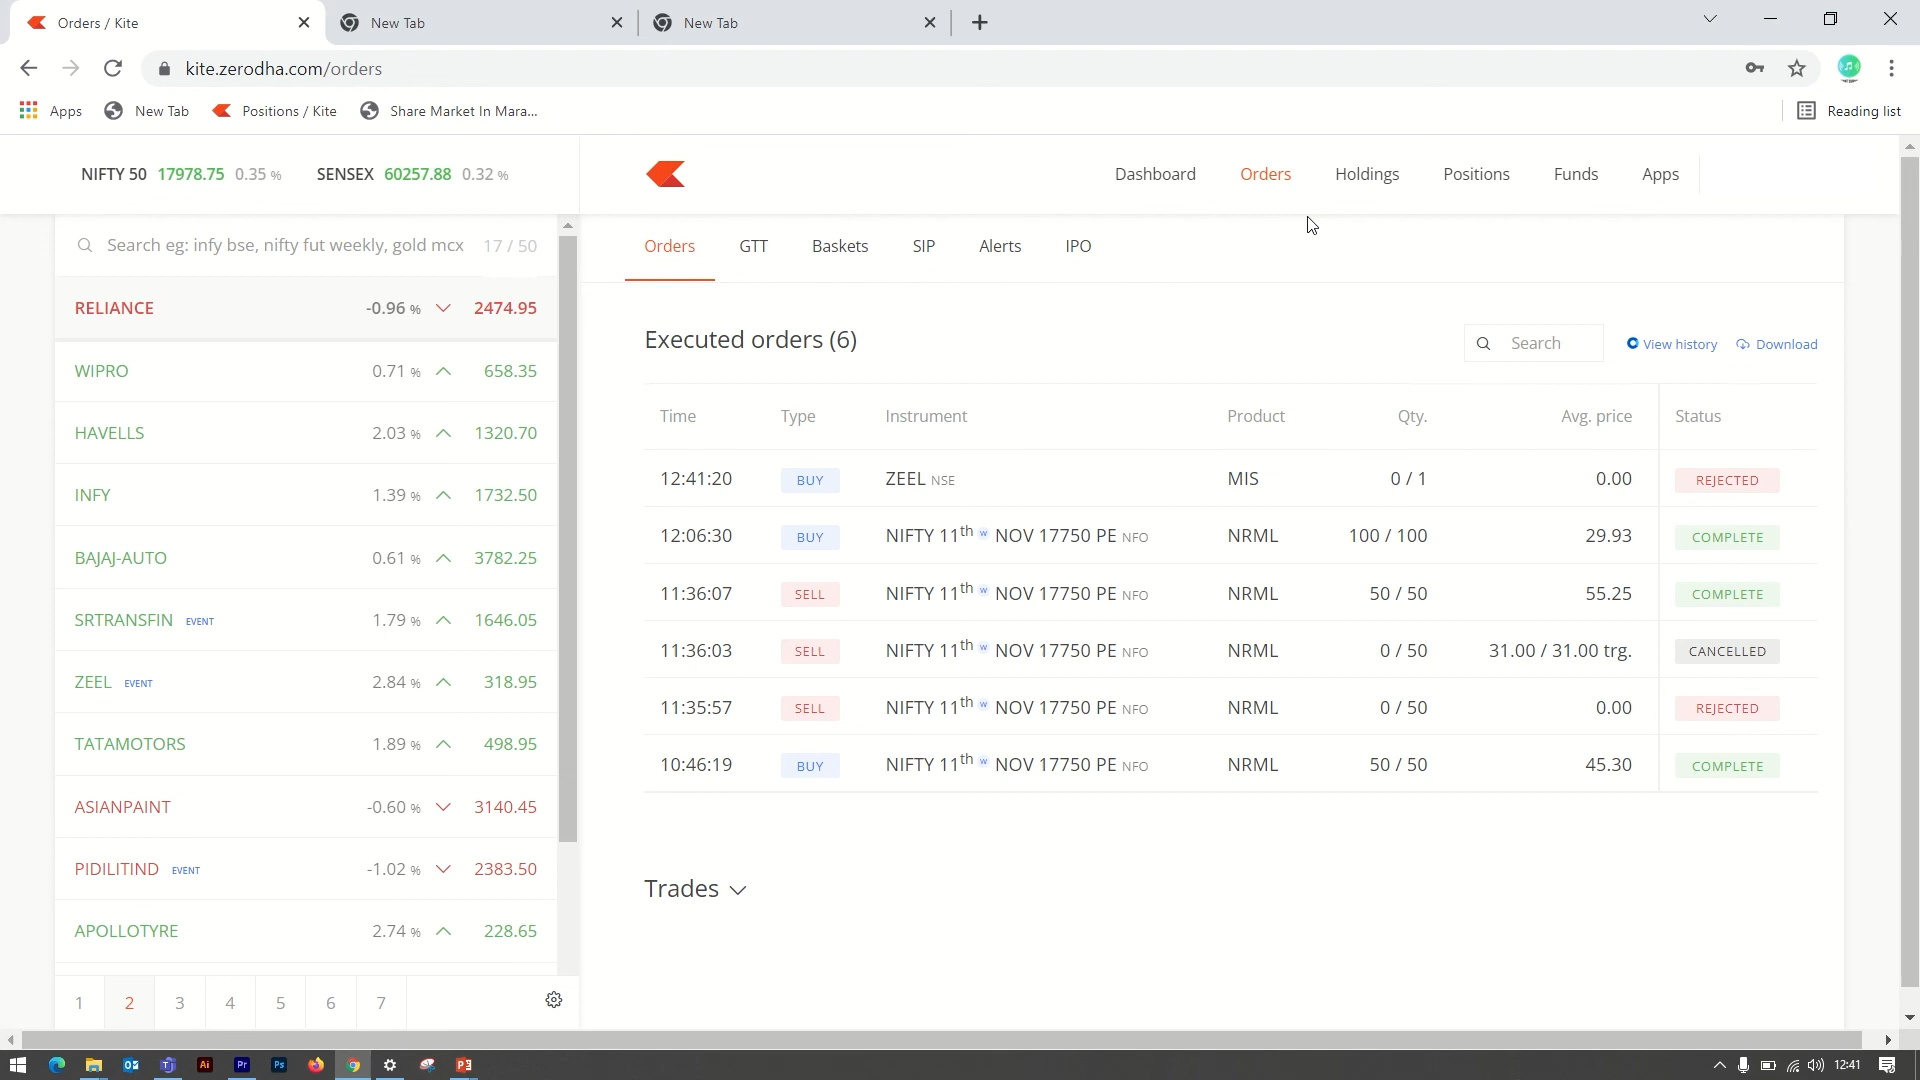 Orders / Kite
New Tab
New Tab
kite.zerodha.com/orders
Apps
New Tab
Positions / Kite
Share Market In Mara...
Reading list
NIFTY 50 17978.75 0.35 % SENSEX 60257.88 0.32 %
Dashboard Orders Holdings Positions Funds Apps
Search eg: infy bse, nifty fut weekly, gold mcx 17 / 50
RELIANCE -0.96 % 2474.95
WIPRO 0.71 % 658.35
HAVELLS 2.03 % 1320.70
INFY 1.39 % 1732.50
BAJAJ-AUTO 0.61 % 3782.25
SRTRANSFIN EVENT 1.79 % 1646.05
ZEEL EVENT 2.84 % 318.95
TATAMOTORS 1.89 % 498.95
ASIANPAINT -0.60 % 3140.45
PIDILITIND EVENT -1.02 % 2383.50
APOLLOTYRE 2.74 % 228.65
1 2 3 4 5 6 7
Orders GTT Baskets SIP Alerts IPO
Executed orders (6)
Search
View history
Download
Time Type Instrument Product Qty. Avg. price Status
12:41:20 BUY ZEEL NSE MIS 0 / 1 0.00 REJECTED
12:06:30 BUY NIFTY 11th w NOV 17750 PE NFO NRML 100 / 100 29.93 COMPLETE
11:36:07 SELL NIFTY 11th w NOV 17750 PE NFO NRML 50 / 50 55.25 COMPLETE
11:36:03 SELL NIFTY 11th w NOV 17750 PE NFO NRML 0 / 50 31.00 / 31.00 trg. CANCELLED
11:35:57 SELL NIFTY 11th w NOV 17750 PE NFO NRML 0 / 50 0.00 REJECTED
10:46:19 BUY NIFTY 11th w NOV 17750 PE NFO NRML 50 / 50 45.30 COMPLETE
Trades
Ai Pr Ps
12:41